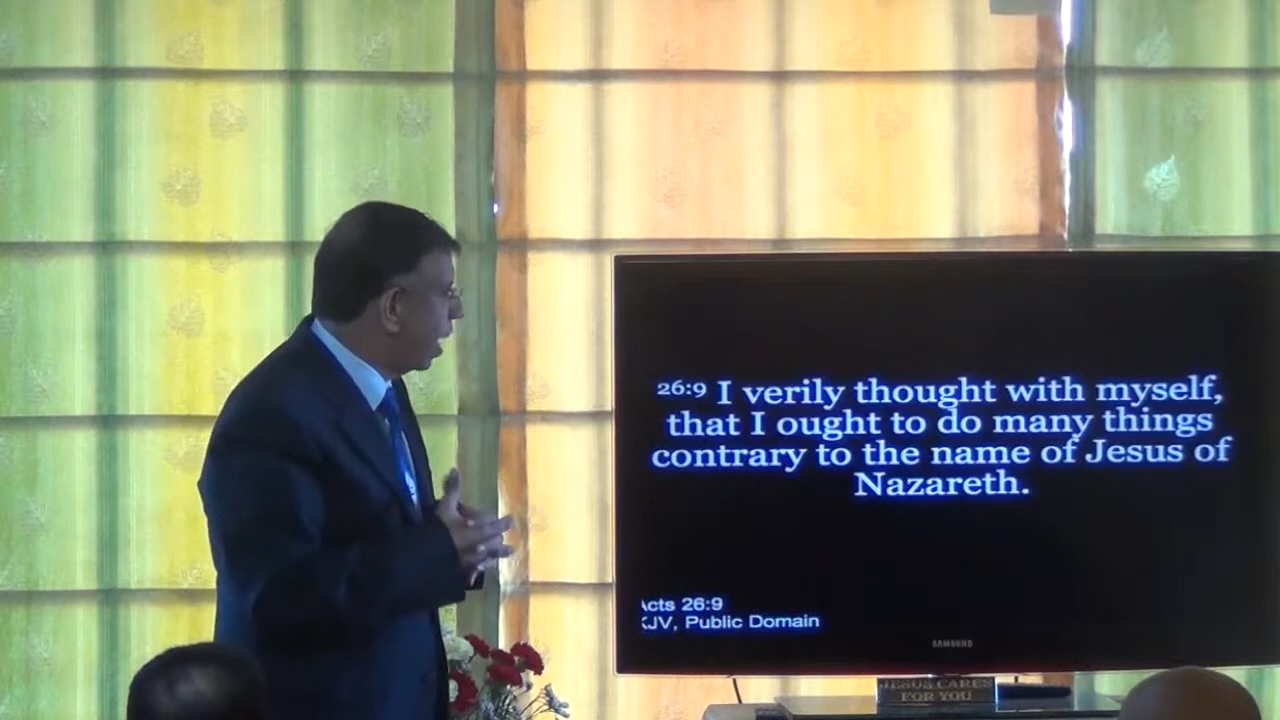 26:9 I verily thought with myself,
that I ought to do many things
contrary to the name of Jesus of
Nazareth.
Acts 26:9
KJV, Public Domain
SAMSUNG
JESUS CARES
FOR YOU